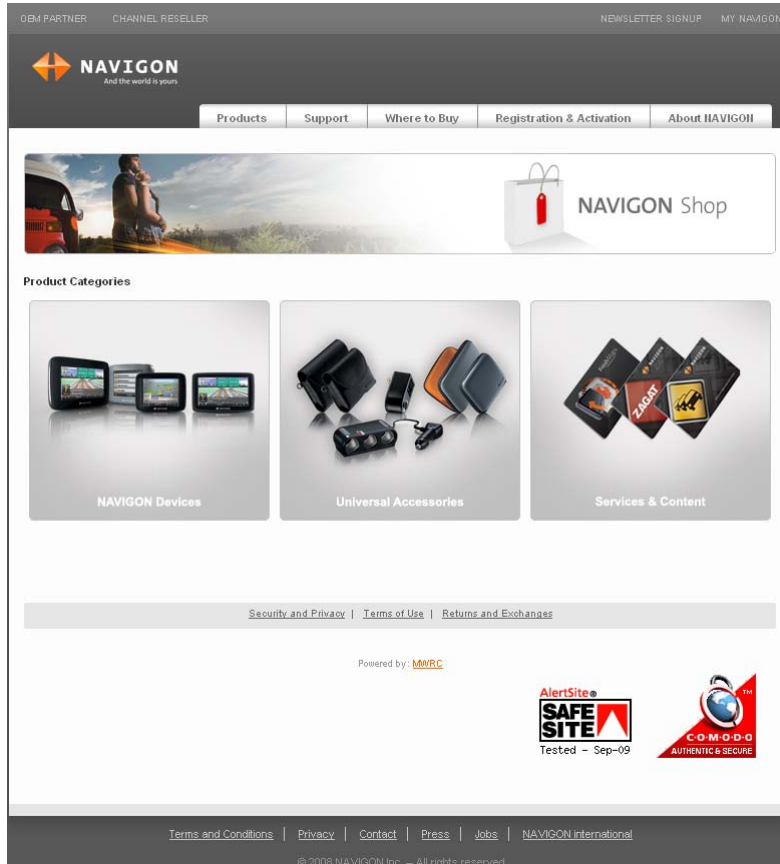 OEM PARTNER CHANNEL RESELLER NEWSLETTER SIGNUP MY NAVIGON
NAVIGON
And the world is yours
Products Support Where to Buy Registration & Activation About NAVIGON
NAVIGON Shop
Product Categories
ZAGAT
NAVIGON Devices Universal Accessories Services & Content
Security and Privacy | Terms of Use | Returns and Exchanges
Powered by: MWRC
AlertSite
SAFE
SITE
Tested - Sep-09
TM
C·O·M·O·D·O
AUTHENTIC & SECURE
Terms and Conditions | Privacy | Contact | Press | Jobs | NAVIGON International
© 2008 NAVIGON Inc. – All rights reserved